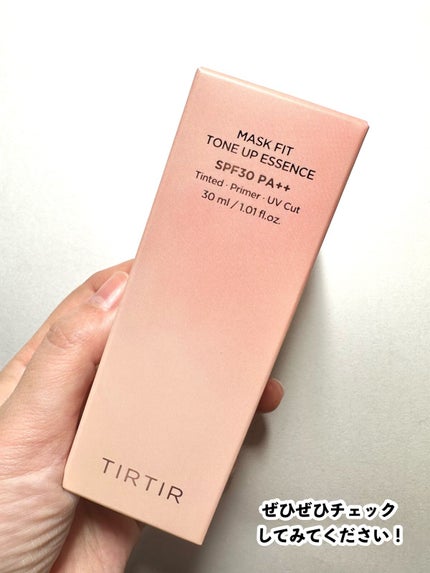 MASK FIT
TONE UP ESSENCE
SPF30 PA++
Tinted · Primer · UV Cut
30 ml / 1.01 fl.oz.
TIRTIR
ぜひぜひチェック
してみてください！